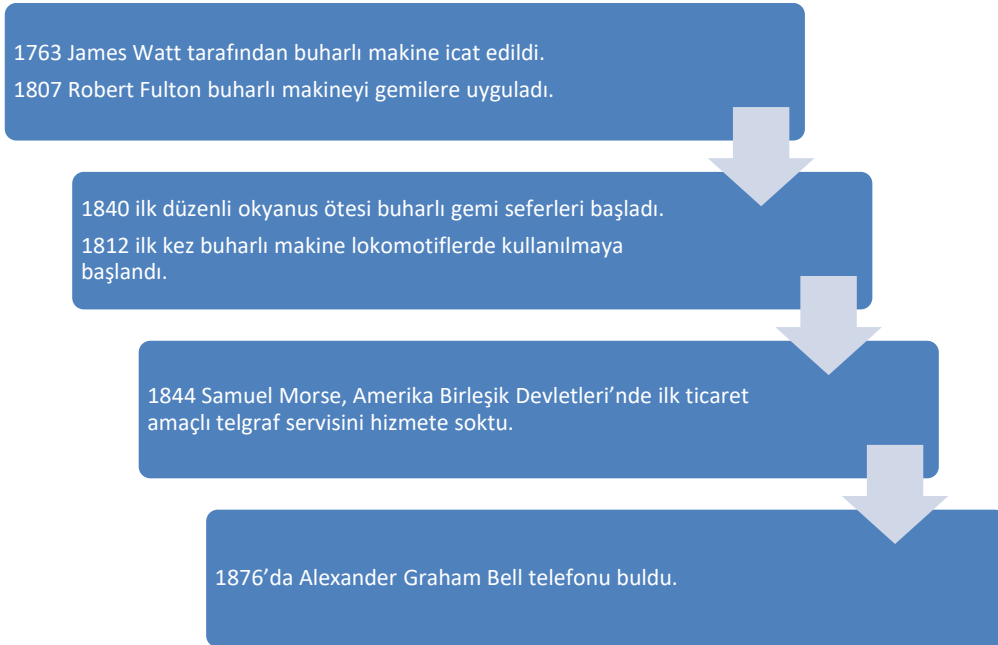 1763 James Watt tarafından buharlı makine icat edildi.
1807 Robert Fulton buharlı makineyi gemilere uyguladı.
1840 ilk düzenli okyanus ötesi buharlı gemi seferleri başladı.
1812 ilk kez buharlı makine lokomotiflerde kullanılmaya
başlandı.
1844 Samuel Morse, Amerika Birleşik Devletleri’nde ilk ticaret
amaçlı telgraf servisini hizmete soktu.
1876’da Alexander Graham Bell telefonu buldu.